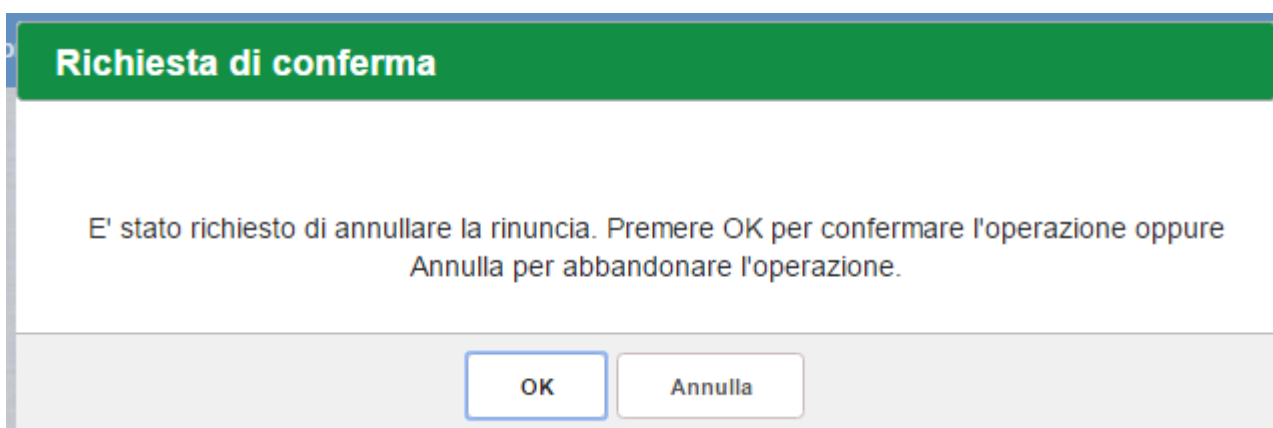 Richiesta di conferma
E' stato richiesto di annullare la rinuncia. Premere OK per confermare l'operazione oppure
Annulla per abbandonare l'operazione.
OK Annulla